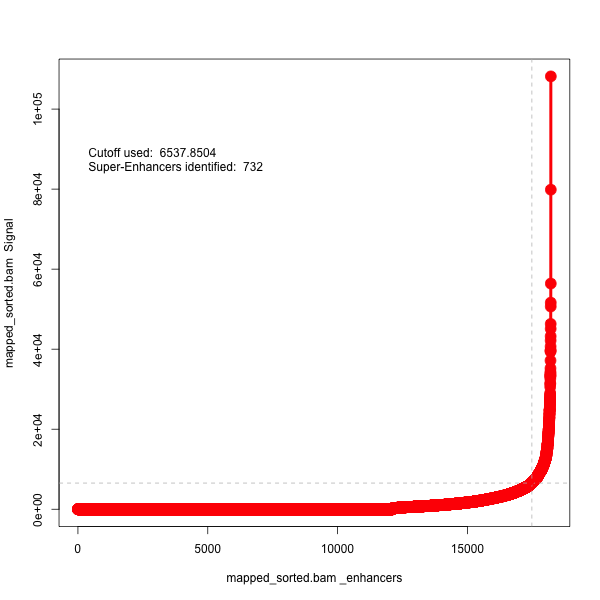 Cutoff used:  6537.8504
Super-Enhancers identified:  732
mapped_sorted.bam  Signal
1e+05
8e+04
6e+04
4e+04
2e+04
0e+00
0
5000
10000
15000
mapped_sorted.bam _enhancers